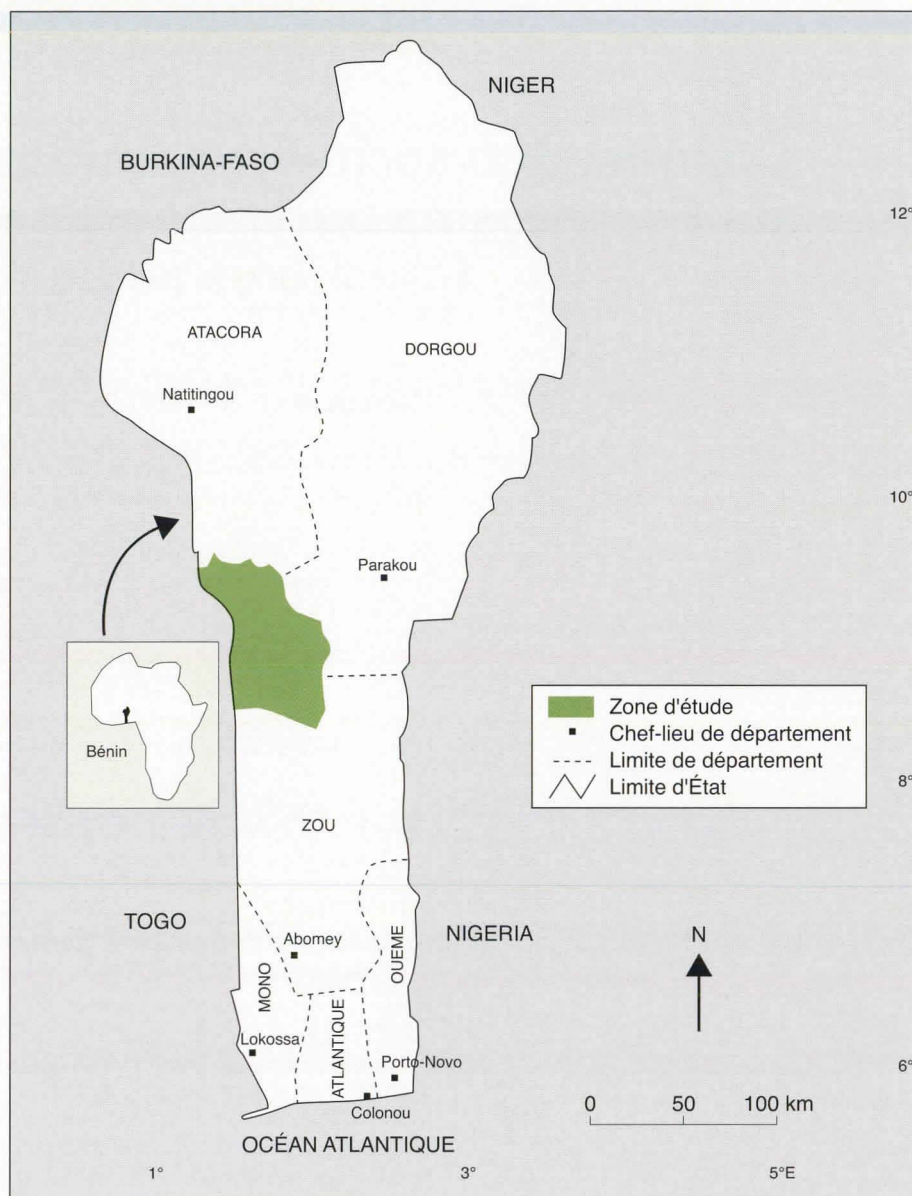 NIGER
BURKINA-FASO
12°
ATACORA
DORGOU
Natitingou
10°
Parakou
Bénin
Zone d'étude
Chef-lieu de département
Limite de département
Limite d'État
8°
ZOU
TOGO
NIGERIA
N
Abomey
OUEME
MONO
ATLANTIQUE
Lokossa
Porto-Novo
6°
Colonou
0 50 100 km
OCÉAN ATLANTIQUE
1° 3° 5°E